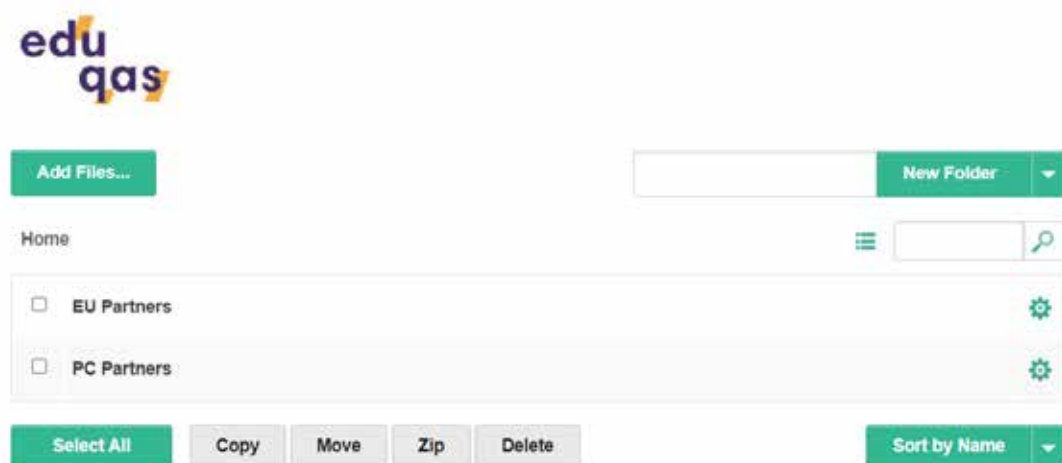 edu
qas
Add Files...
New Folder
Home
EU Partners
PC Partners
Select All Copy Move Zip Delete Sort by Name